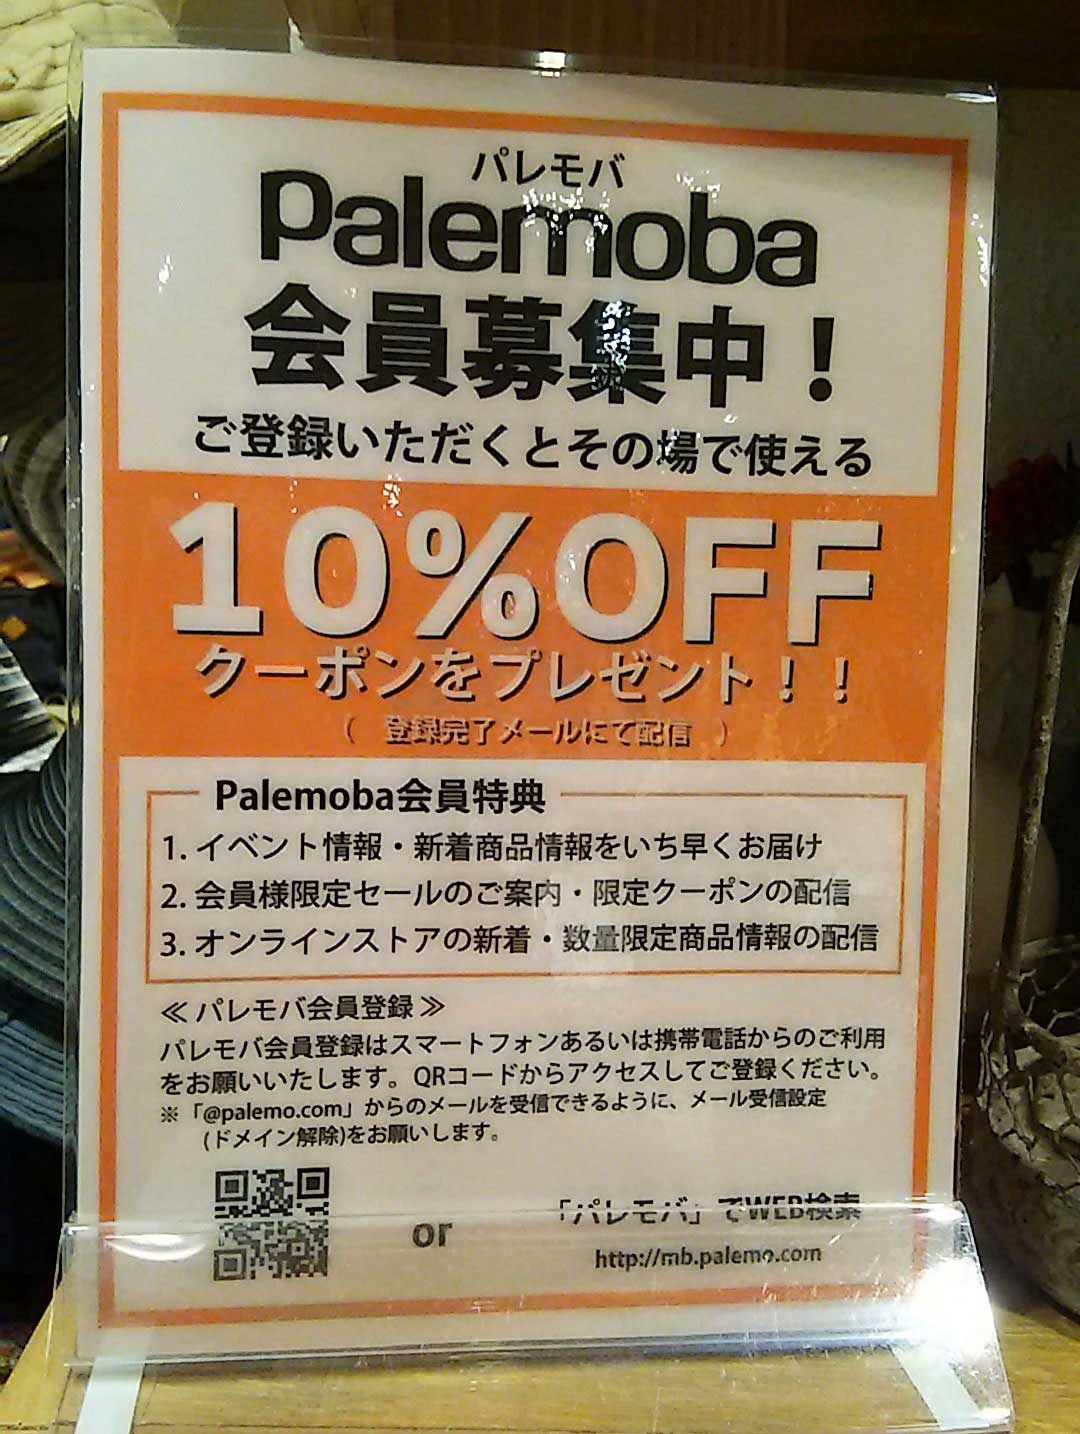 パレモバ
Palemoba
会員募集中！
ご登録いただくとその場で使える
10%OFF
クーポンをプレゼント！！
（ 登録完了メールにて配信 ）
Palemoba会員特典
1. イベント情報・新着商品情報をいち早くお届け
2. 会員様限定セールのご案内・限定クーポンの配信
3. オンラインストアの新着・数量限定商品情報の配信
≪ パレモバ会員登録 ≫
パレモバ会員登録はスマートフォンあるいは携帯電話からのご利用
をお願いいたします。QRコードからアクセスしてご登録ください。
※「@palemo.com」からのメールを受信できるように、メール受信設定
(ドメイン解除)をお願いします。
or
「パレモバ」でWEB検索
http://mb.palemo.com